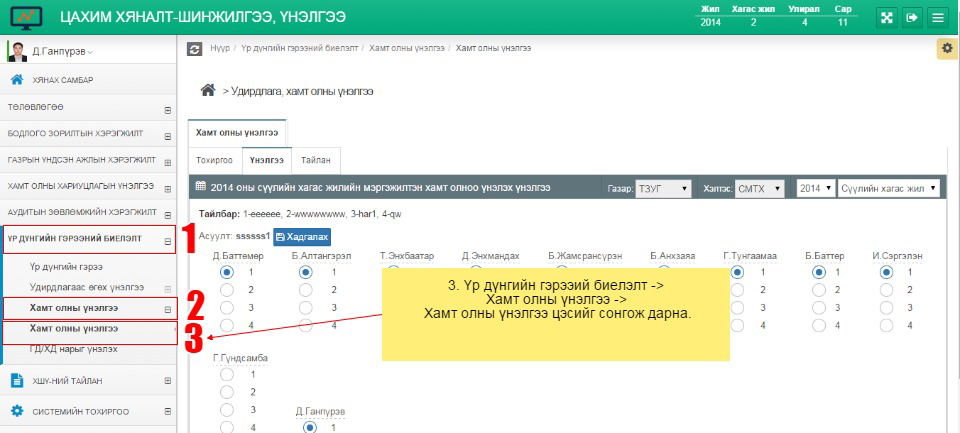 ЦАХИМ ХЯНАЛТ-ШИНЖИЛГЭЭ, ҮНЭЛГЭЭ
Жил Хагас жил Улирал Сар
2014 2 4 11
Д.Ганпүрэв
Нүүр / Үр дүнгийн гэрээний биелэлт / Хамт олны үнэлгээ / Хамт олны үнэлгээ
ХЯНАХ САМБАР
ТӨЛӨВЛӨГӨӨ
БОДЛОГО ЗОРИЛТЫН ХЭРЭГЖИЛТ
ГАЗРЫН ҮНДСЭН АЖЛЫН ХЭРЭГЖИЛТ
ХАМТ ОЛНЫ ХАРИУЦЛАГЫН ҮНЭЛГЭЭ
АУДИТЫН ЗӨВЛӨМЖИЙН ХЭРЭГЖИЛТ
ҮР ДҮНГИЙН ГЭРЭЭНИЙ БИЕЛЭЛТ
1
Үр дүнгийн гэрээ
Удирдлагаас өгөх үнэлгээ
Хамт олны үнэлгээ
2
Хамт олны үнэлгээ
3
ГД/ХД нарыг үнэлэх
ХШҮ-НИЙ ТАЙЛАН
СИСТЕМИЙН ТОХИРГОО
> Удирдлага, хамт олны үнэлгээ
Хамт олны үнэлгээ
Тохиргоо Үнэлгээ Тайлан
2014 оны сүүлийн хагас жилийн мэргэжилтэн хамт олноо үнэлэх үнэлгээ Газар: ТЗУГ Хэлтэс: СМТХ 2014 Сүүлийн хагас жил
Тайлбар: 1-eeeeee, 2-wwwwwwww, 3-har1, 4-qw
Асуулт: ssssss1 Хадгалах
Д.Баттөмөр Б.Алтангэрэл Т.Энхбаатар Д.Энхмандах Б.Жамсрансүрэн Б.Анхзаяа Г.Тунгаамаа Б.Баттөр И.Сэргэлэн
1 1 1 1 1
2 2 2 2 2
3 3 3 3 3
4 4 4 4 4
3. Үр дүнгийн гэрээий биелэлт ->
Хамт олны үнэлгээ ->
Хамт олны үнэлгээ цэсийг сонгож дарна.
Г.Гүндсамба
1
2
3
4
Д.Ганпүрэв
1